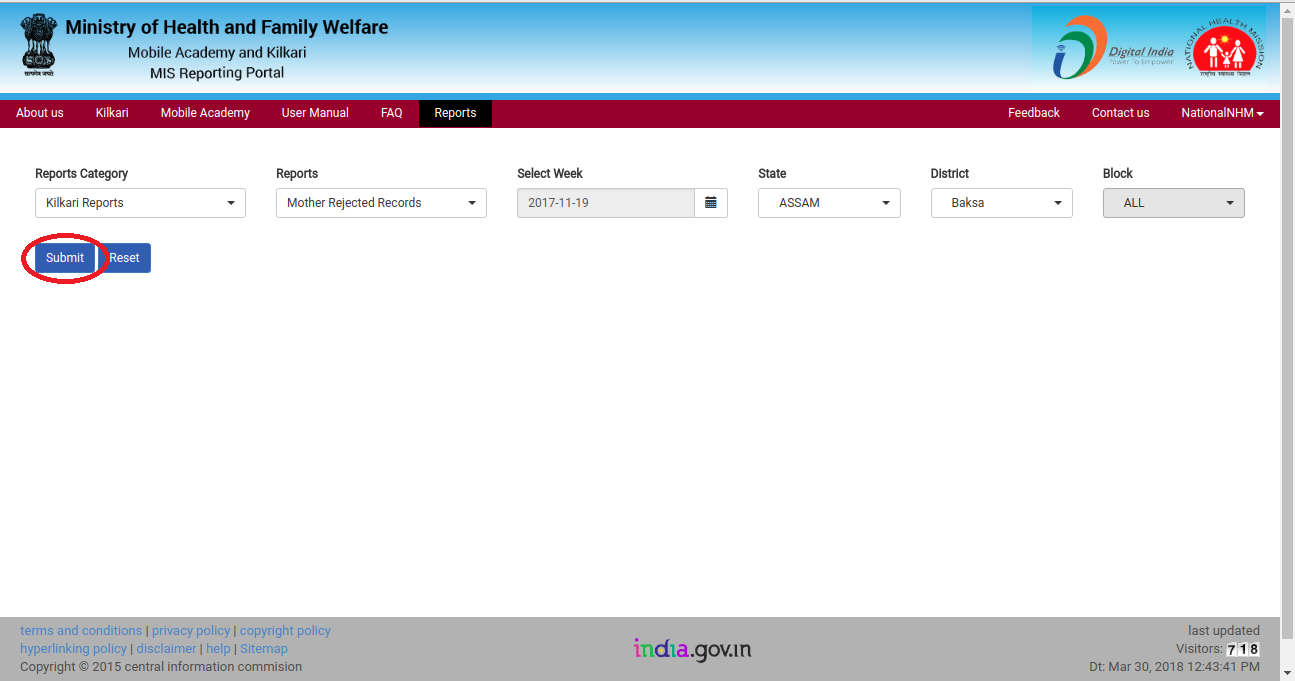 Ministry of Health and Family Welfare
Mobile Academy and Kilkari
MIS Reporting Portal
सत्यमेव जयते
Digital India
Power To Empower
NATIONAL HEALTH MISSION
राष्ट्रीय स्वास्थ्य मिशन
About us Kilkari Mobile Academy User Manual FAQ Reports Feedback Contact us NationalNHM
Reports Category Reports Select Week State District Block
Kilkari Reports Mother Rejected Records 2017-11-19 ASSAM Baksa ALL
Submit Reset
terms and conditions | privacy policy | copyright policy
hyperlinking policy | disclaimer | help | Sitemap
Copyright © 2015 central information commision
india.gov.in
last updated
Visitors: 718
Dt: Mar 30, 2018 12:43:41 PM